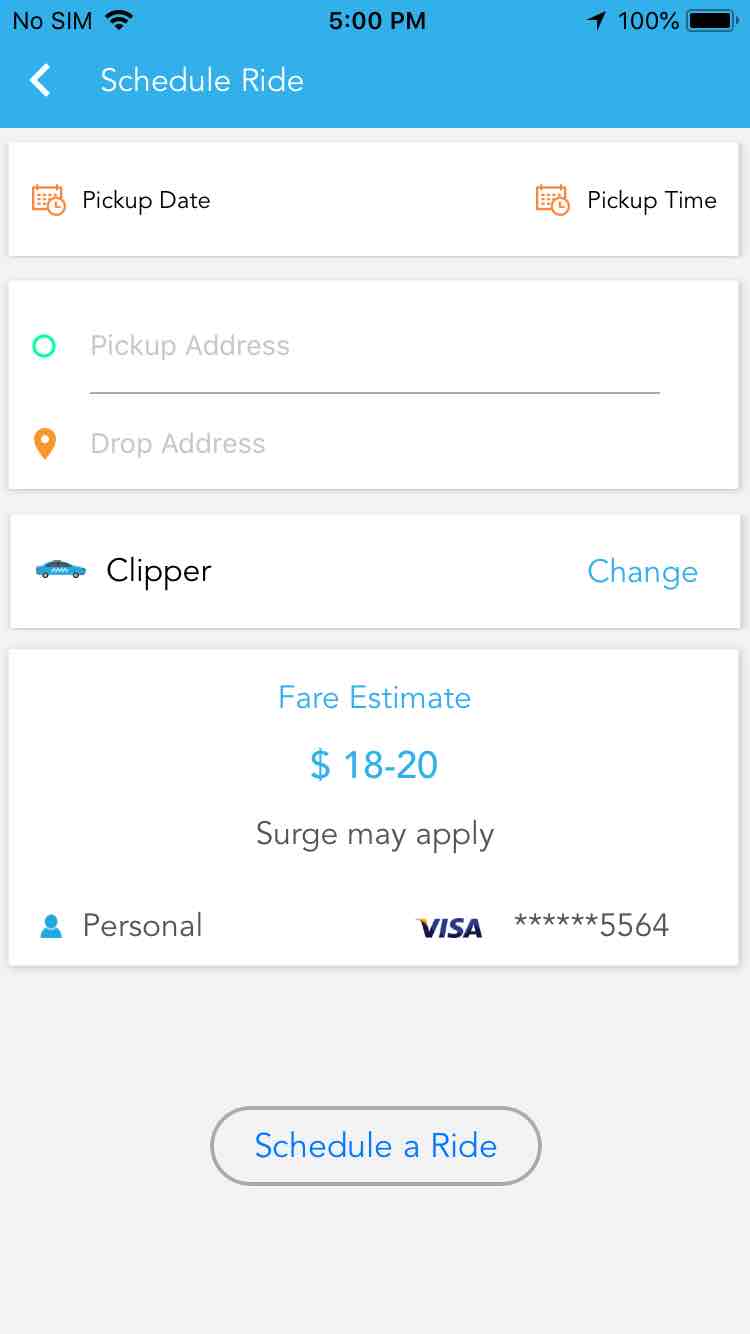 No SIM 5:00 PM 100%
Schedule Ride
Pickup Date Pickup Time
Pickup Address
Drop Address
Clipper Change
Fare Estimate
$ 18-20
Surge may apply
Personal VISA ******5564
Schedule a Ride